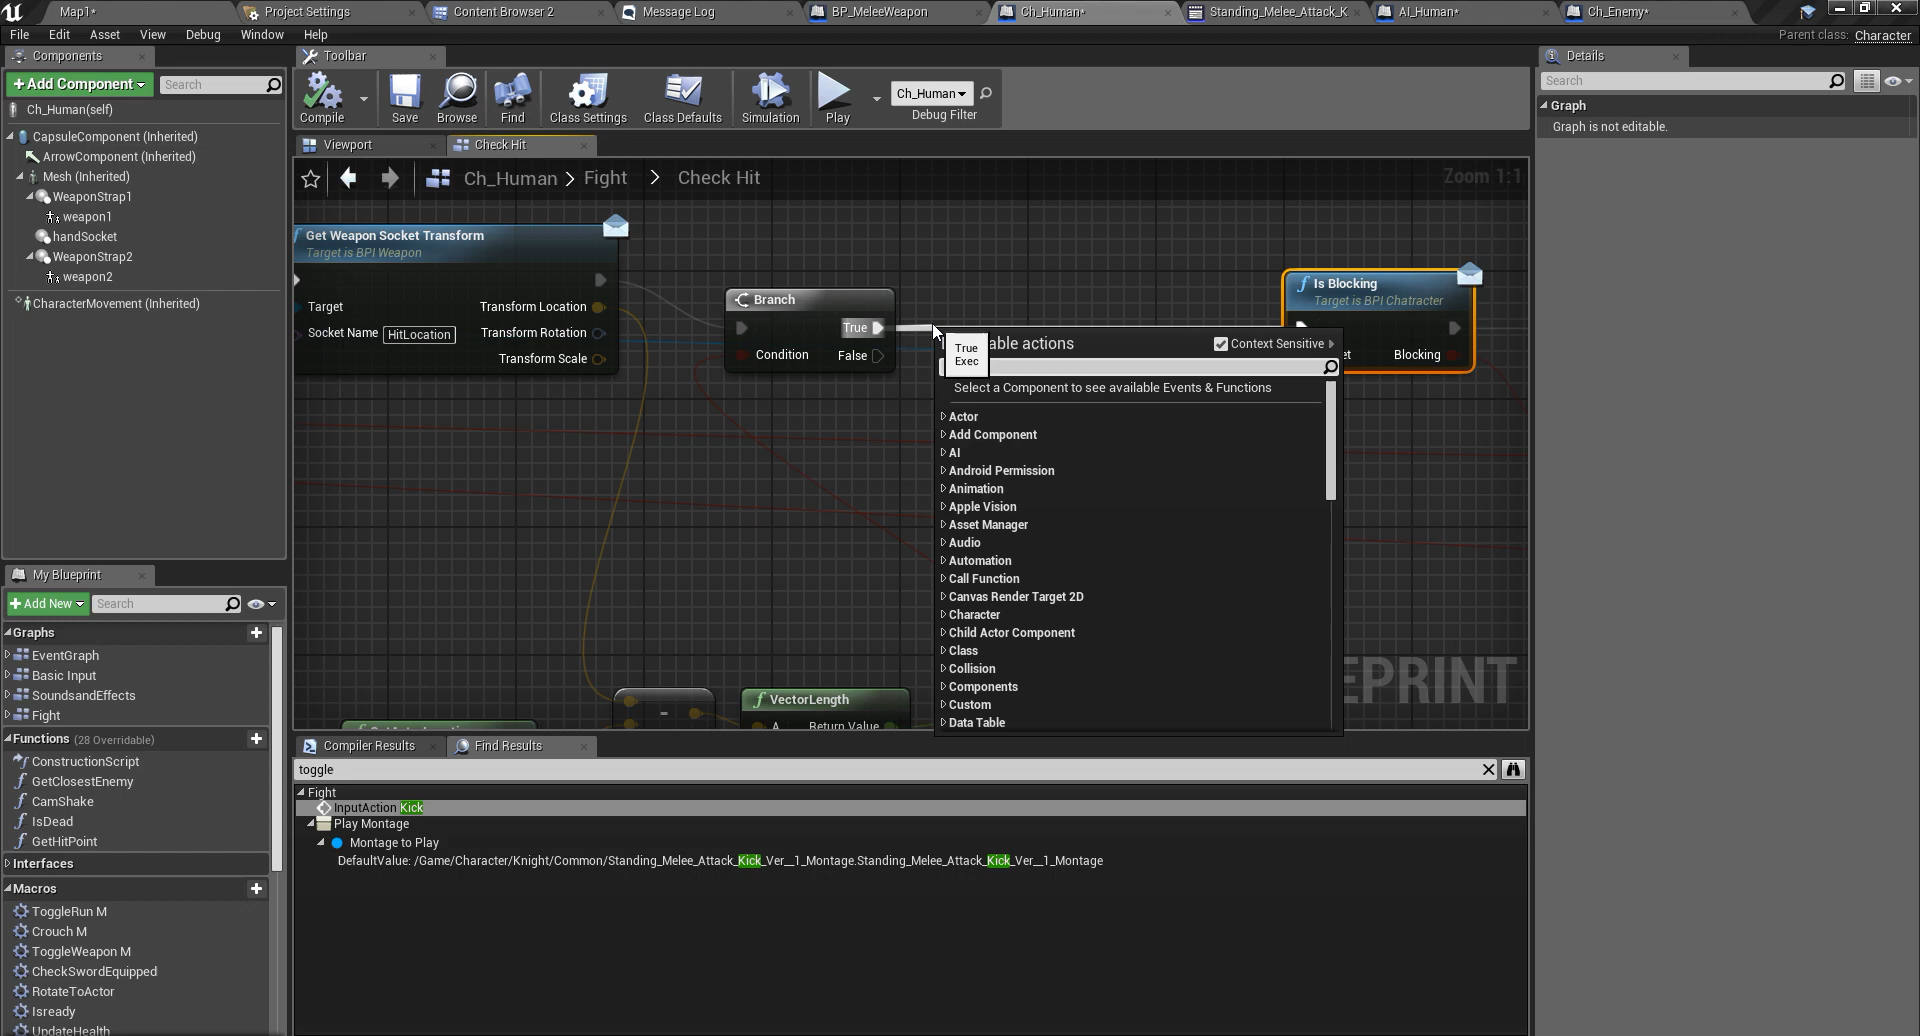 Map1*
Project Settings
Content Browser 2
Message Log
BP_MeleeWeapon
Ch_Human*
Standing_Melee_Attack_K
AI_Human*
Ch_Enemy*
File Edit Asset View Debug Window Help
Parent class: Character
Components
+Add Component
Search
Ch_Human(self)
CapsuleComponent (Inherited)
ArrowComponent (Inherited)
Mesh (Inherited)
WeaponStrap1
weapon1
handSocket
WeaponStrap2
weapon2
CharacterMovement (Inherited)
Toolbar
Compile
Save
Browse
Find
Class Settings
Class Defaults
Simulation
Play
Ch_Human
Debug Filter
Viewport
Check Hit
Ch_Human > Fight > Check Hit
Zoom 1:1
Get Weapon Socket Transform
Target is BPI Weapon
Target
Transform Location
Socket Name HitLocation
Transform Rotation
Transform Scale
Branch
True
Condition
False
True
Exec
able actions
Context Sensitive
Select a Component to see available Events & Functions
Actor
Add Component
AI
Android Permission
Animation
Apple Vision
Asset Manager
Audio
Automation
Call Function
Canvas Render Target 2D
Character
Child Actor Component
Class
Collision
Components
Custom
Data Table
Is Blocking
Target is BPI Chatracter
et
Blocking
VectorLength
A
Return Value
EPRINT
Details
Search
Graph
Graph is not editable.
My Blueprint
+Add New
Search
Graphs
EventGraph
Basic Input
SoundsandEffects
Fight
Functions (28 Overridable)
ConstructionScript
GetClosestEnemy
CamShake
IsDead
GetHitPoint
Interfaces
Macros
ToggleRun M
Crouch M
ToggleWeapon M
CheckSwordEquipped
RotateToActor
Isready
UpdateHealth
Compiler Results
Find Results
toggle
Fight
InputAction Kick
Play Montage
Montage to Play
DefaultValue: /Game/Character/Knight/Common/Standing_Melee_Attack_Kick_Ver__1_Montage.Standing_Melee_Attack_Kick_Ver__1_Montage